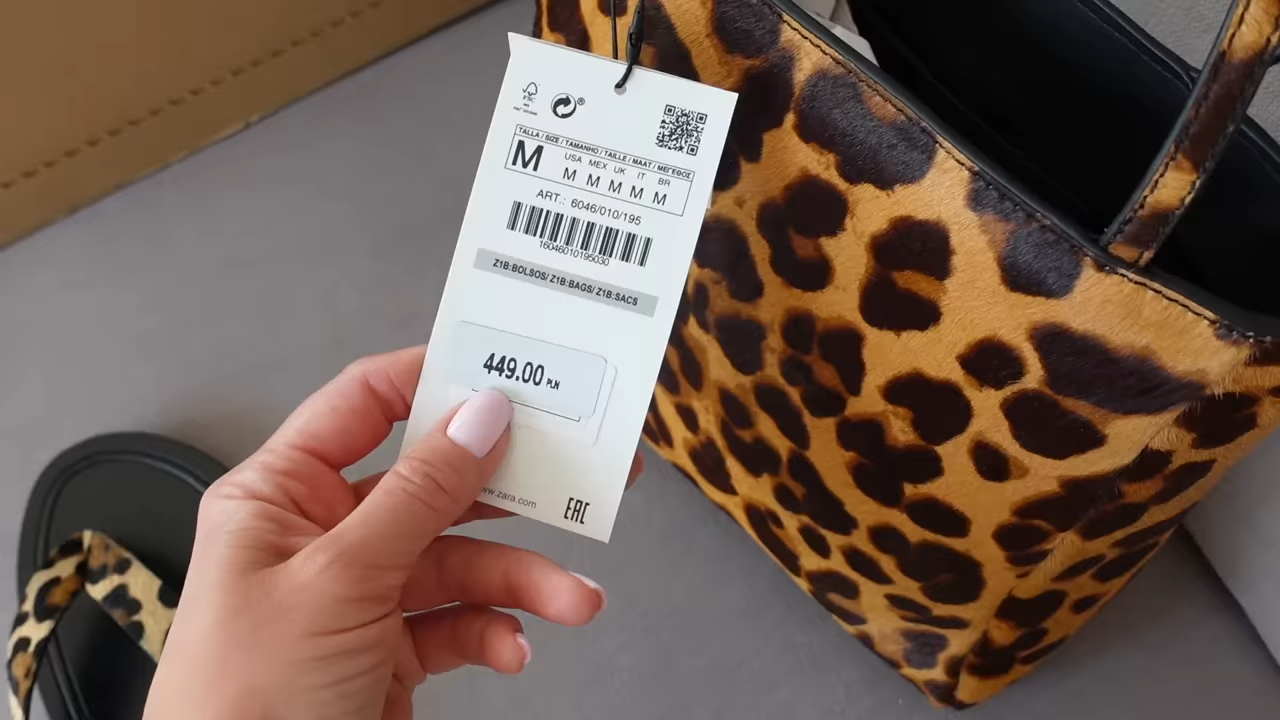 FSC
®
TALLA / SIZE / TAMANHO / TAILLE / MAAT / ΜΕΓΕΘΟΣ
M
USA MEX UK IT BR
M M M M M
ART.: 6046/010/195
16046010195030
Z1B:BOLSOS/ Z1B:BAGS/ Z1B:SACS
449.00 PLN
www.zara.com
EAC